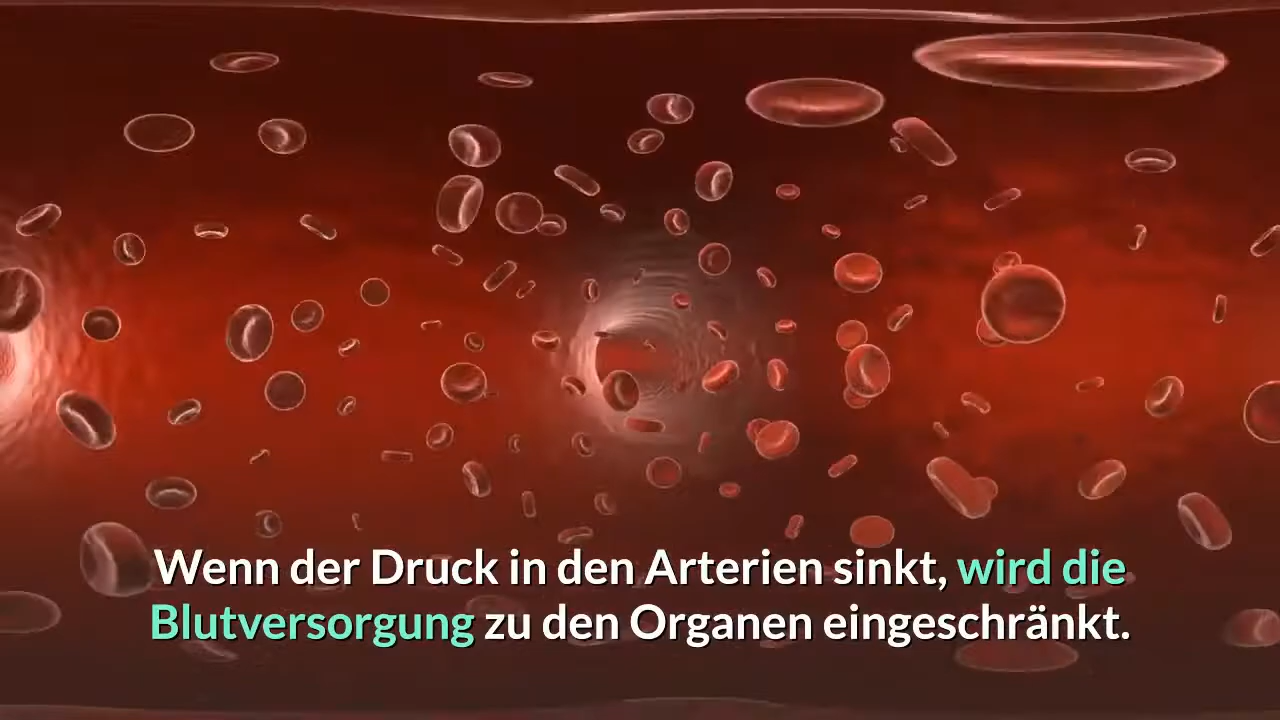 Wenn der Druck in den Arterien sinkt, wird die
Blutversorgung zu den Organen eingeschränkt.